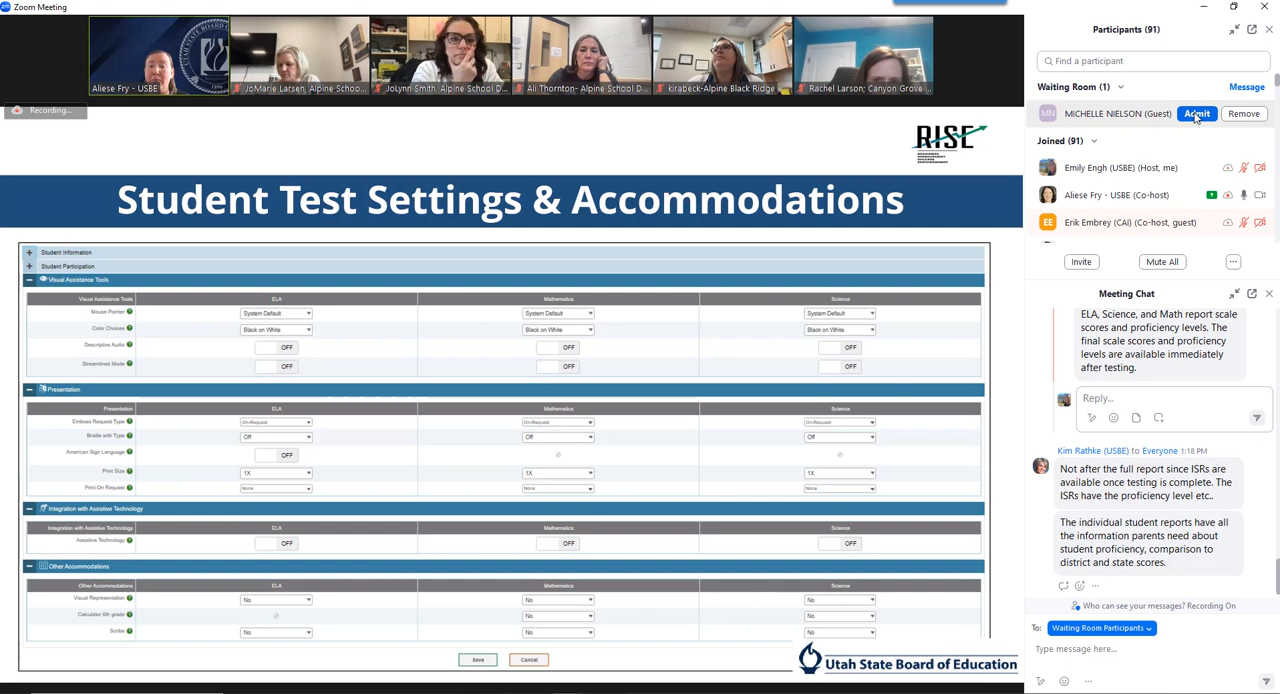 Zoom Meeting
Aliese Fry - USBE
JoMarie Larsen, Alpine Schoo...
JoLynn Smith, Alpine School D...
Ali Thornton- Alpine School D...
kirabeck-Alpine Black Ridge
Rachel Larson; Canyon Grove ...
Recording...
RISE
Student Test Settings & Accommodations
Student Information
Student Participation
Visual Assistance Tools
Visual Assistance Tools ELA Mathematics Science
Mouse Pointer System Default System Default System Default
Color Choices Black on White Black on White Black on White
Descriptive Audio OFF OFF OFF
Streamlined Mode OFF OFF OFF
Presentation
Presentation ELA Mathematics Science
Emboss Request Type On-Request On-Request On-Request
Braille with Type Off Off Off
American Sign Language OFF
Print Size 1X 1X 1X
Print On Request None None None
Integration with Assistive Technology
Integration with Assistive Technology ELA Mathematics Science
Assistive Technology OFF OFF OFF
Other Accommodations
Other Accommodations ELA Mathematics Science
Visual Representation No No No
Calculator 6th grade No No
Scribe No No No
Save Cancel
Utah State Board of Education
Participants (91)
Find a participant
Waiting Room (1) Message
MN MICHELLE NIELSON (Guest) Admit Remove
Joined (91)
Emily Engh (USBE) (Host, me)
Aliese Fry - USBE (Co-host)
EE Erik Embrey (CAI) (Co-host, guest)
Invite Mute All ...
Meeting Chat
ELA, Science, and Math report scale
scores and proficiency levels. The
final scale scores and proficiency
levels are available immediately
after testing.
Reply...
Kim Rathke (USBE) to Everyone 1:18 PM
Not after the full report since ISRs are
available once testing is complete. The
ISRs have the proficiency level etc..
The individual student reports have all
the information parents need about
student proficiency, comparison to
district and state scores.
Who can see your messages? Recording On
To: Waiting Room Participants
Type message here...